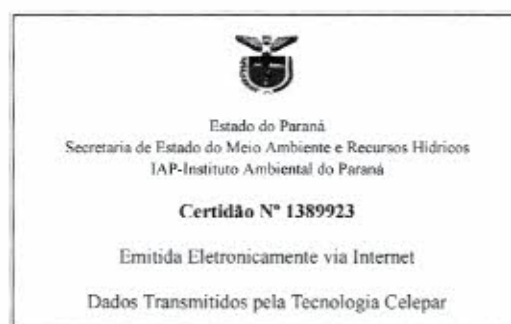 Estado do Paraná
Secretaria de Estado do Meio Ambiente e Recursos Hídricos
IAP-Instituto Ambiental do Paraná
Certidão Nº 1389923
Emitida Eletronicamente via Internet
Dados Transmitidos pela Tecnologia Celepar